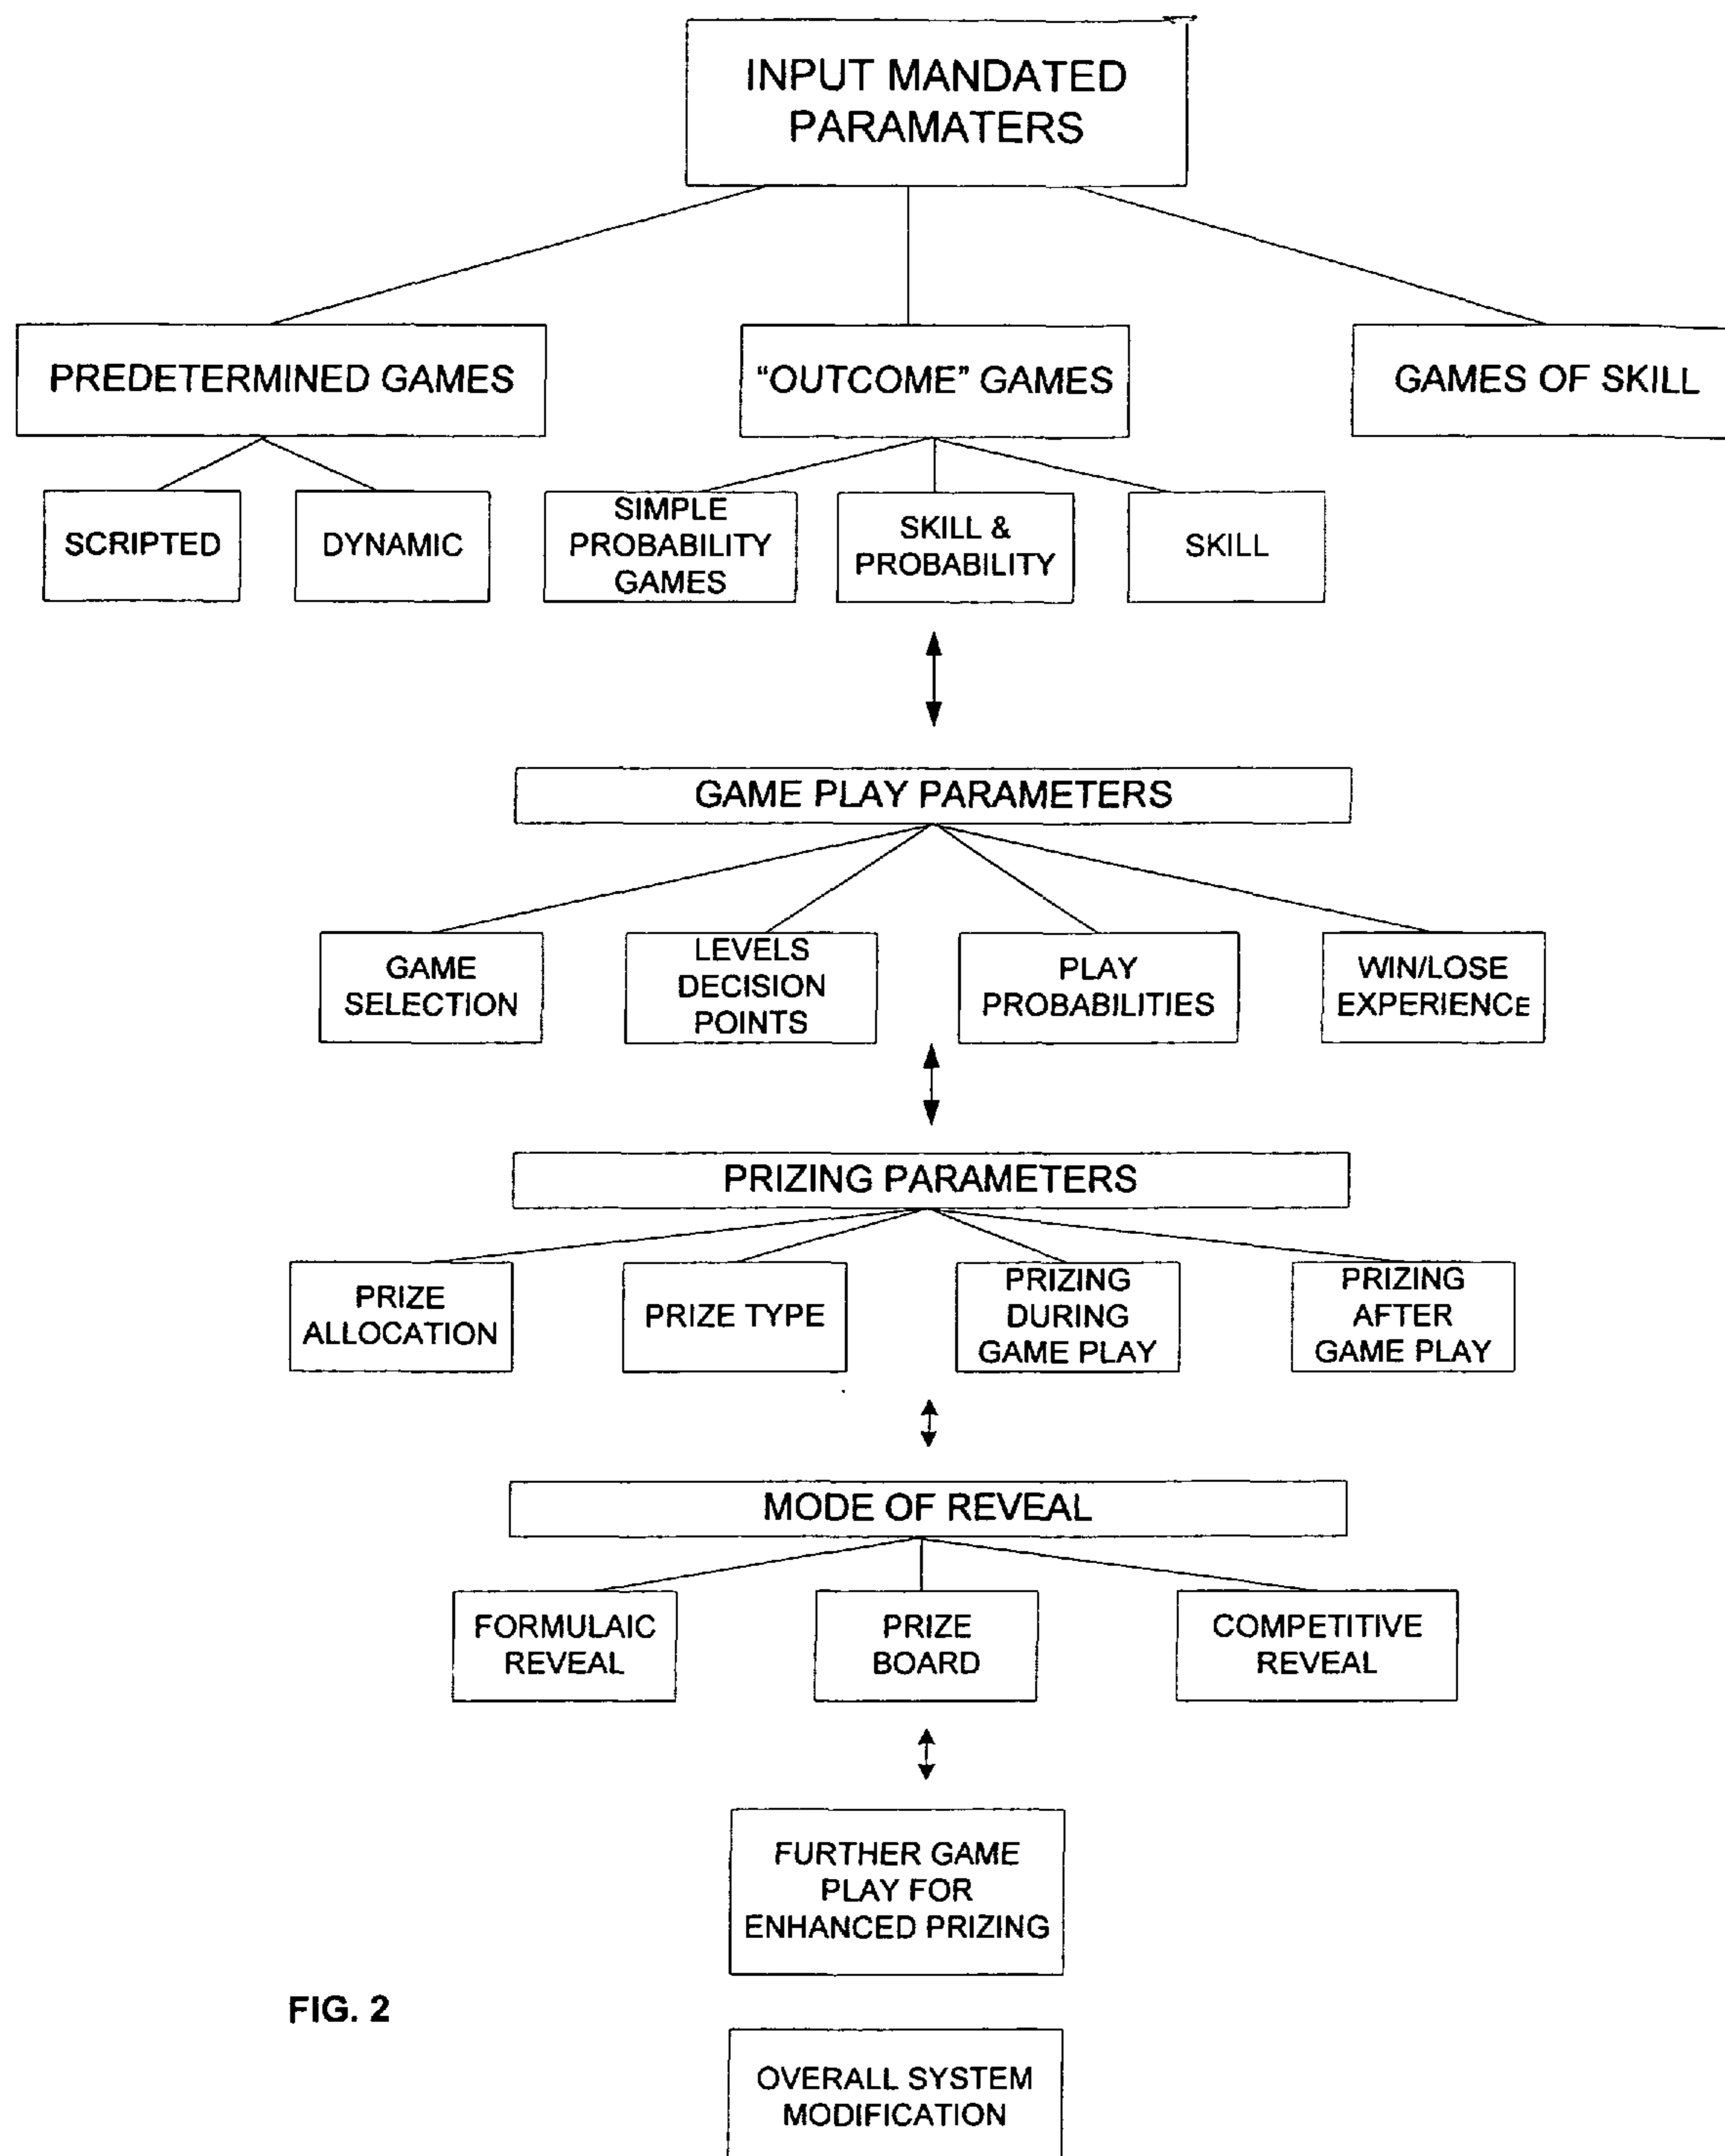 INPUT MANDATED
PARAMATERS
PREDETERMINED GAMES
"OUTCOME" GAMES
GAMES OF SKILL
SCRIPTED
DYNAMIC
SIMPLE
PROBABILITY
GAMES
SKILL &
PROBABILITY
SKILL
GAME PLAY PARAMETERS
GAME
SELECTION
LEVELS
DECISION
POINTS
PLAY
PROBABILITIES
WIN/LOSE
EXPERIENCE
PRIZING PARAMETERS
PRIZE
ALLOCATION
PRIZE TYPE
PRIZING
DURING
GAME PLAY
PRIZING
AFTER
GAME PLAY
MODE OF REVEAL
FORMULAIC
REVEAL
PRIZE
BOARD
COMPETITIVE
REVEAL
FURTHER GAME
PLAY FOR
ENHANCED PRIZING
FIG. 2
OVERALL SYSTEM
MODIFICATION